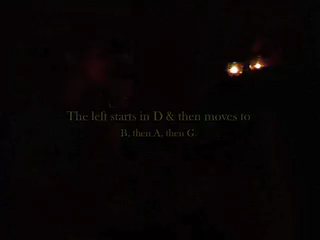 The left starts in D & then moves to
B, then A, then G.